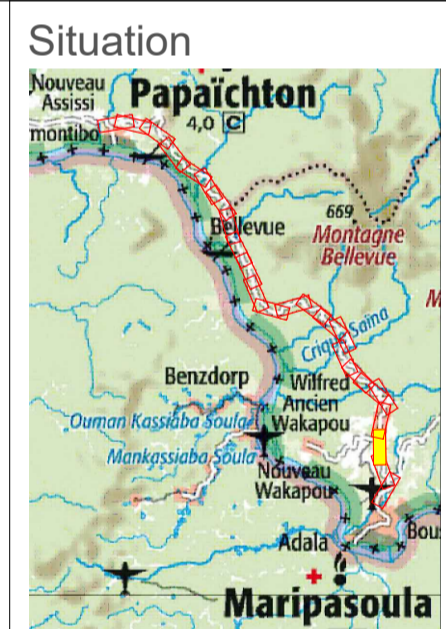 Situation
Nouveau
Assissi
Papaïchton
montibo
4,0 C
Bellevue
669
Montagne
Bellevue
M
Crique Saïna
Benzdorp
Wilfred
Ancien
Wakapou
Ouman Kassiaba Soula
Mankassiaba Soula
Nouveau
Wakapou
Adala
Bous
Maripasoula